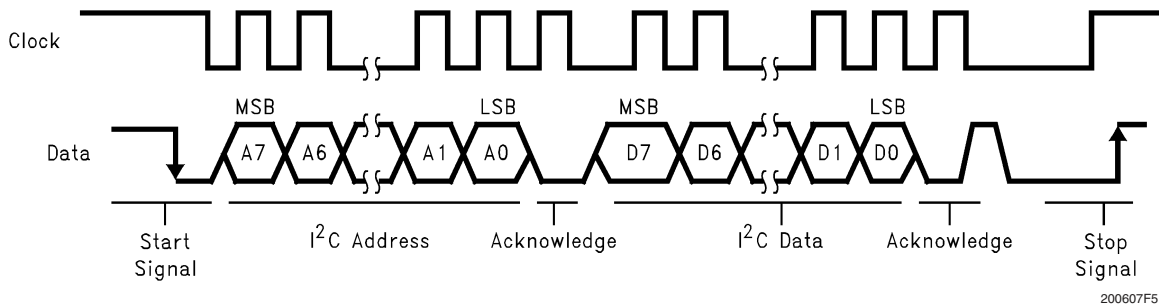 Clock
MSB LSB MSB LSB
Data A7 A6 A1 A0 D7 D6 D1 D0
Start Signal
I²C Address
Acknowledge
I²C Data
Acknowledge
Stop Signal
200607F5